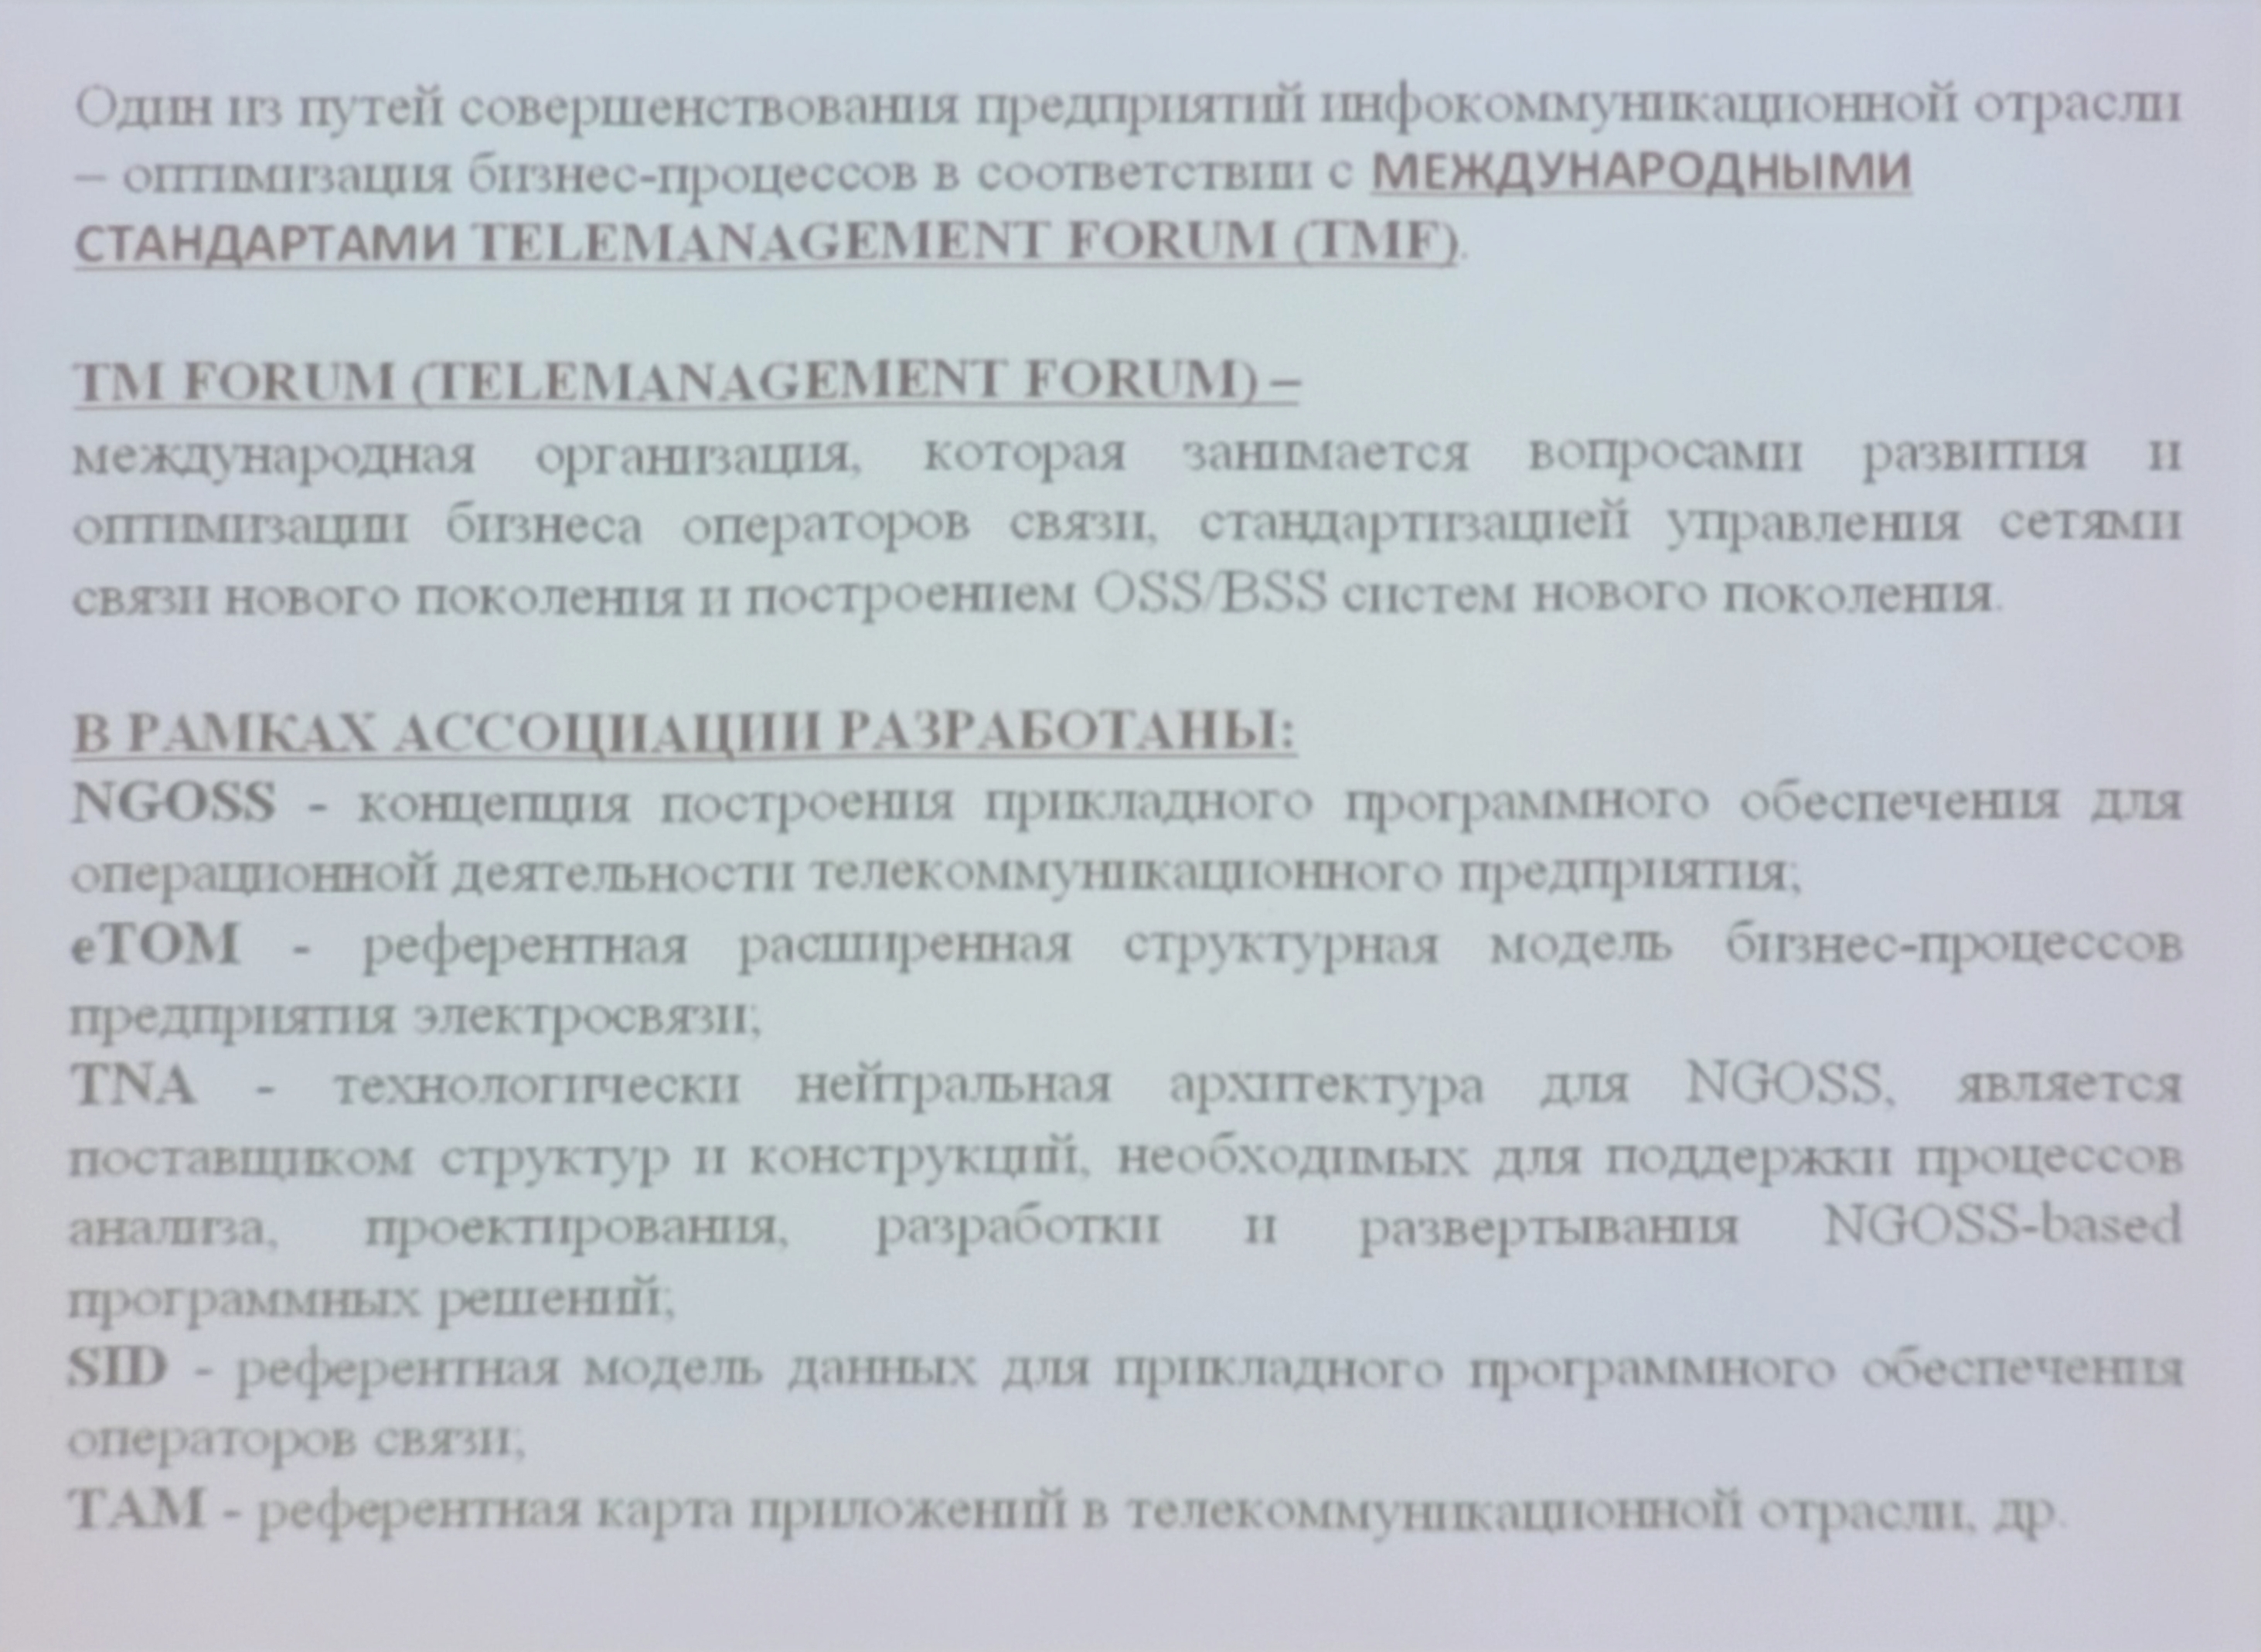 Один из путей совершенствования предприятий инфокоммуникационной отрасли
– оптимизация бизнес-процессов в соответствии с МЕЖДУНАРОДНЫМИ
СТАНДАРТАМИ TELEMANAGEMENT FORUM (TMF).
TM FORUM (TELEMANAGEMENT FORUM) –
международная организация, которая занимается вопросами развития и
оптимизации бизнеса операторов связи, стандартизацией управления сетями
связи нового поколения и построением OSS/BSS систем нового поколения.
В РАМКАХ АССОЦИАЦИИ РАЗРАБОТАНЫ:
NGOSS - концепция построения прикладного программного обеспечения для
операционной деятельности телекоммуникационного предприятия;
eTOM - референтная расширенная структурная модель бизнес-процессов
предприятия электросвязи;
TNA - технологически нейтральная архитектура для NGOSS, является
поставщиком структур и конструкций, необходимых для поддержки процессов
анализа, проектирования, разработки и развертывания NGOSS-based
программных решений;
SID - референтная модель данных для прикладного программного обеспечения
операторов связи;
TAM - референтная карта приложений в телекоммуникационной отрасли, др.